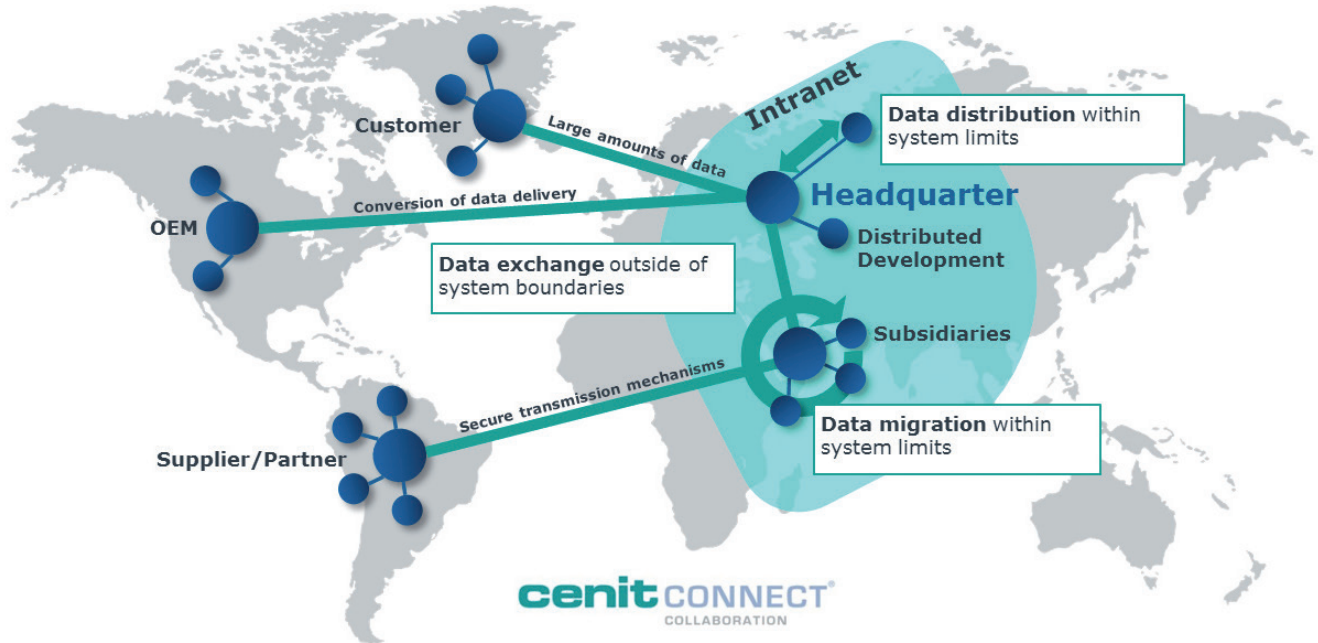 Intranet
Data distribution within
system limits
Customer
Large amounts of data
Headquarter
Conversion of data delivery
OEM
Distributed
Development
Data exchange outside of
system boundaries
Subsidiaries
Secure transmission mechanisms
Data migration within
system limits
Supplier/Partner
cenit CONNECT®
COLLABORATION